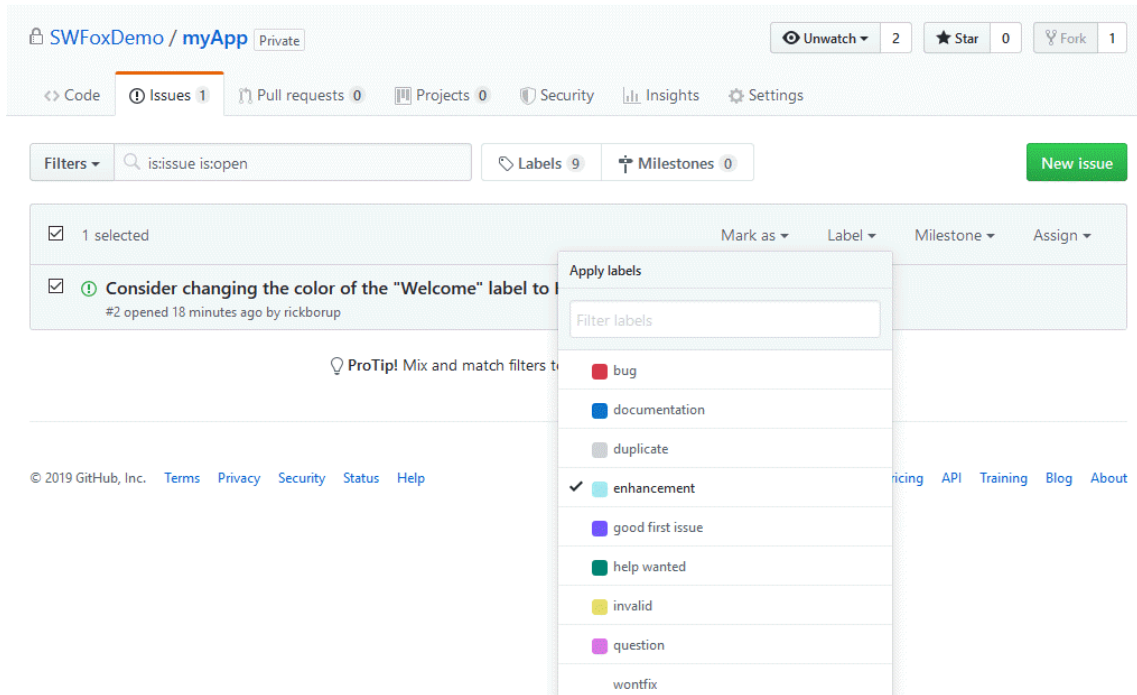 SWFoxDemo / myApp Private
Unwatch 2 Star 0 Fork 1
Code Issues 1 Pull requests 0 Projects 0 Security Insights Settings
Filters is:issue is:open Labels 9 Milestones 0 New issue
1 selected Mark as Label Milestone Assign
Consider changing the color of the "Welcome" label to
#2 opened 18 minutes ago by rickborup
ProTip! Mix and match filters
Apply labels
Filter labels
bug
documentation
duplicate
enhancement
good first issue
help wanted
invalid
question
wontfix
© 2019 GitHub, Inc. Terms Privacy Security Status Help
API Training Blog About